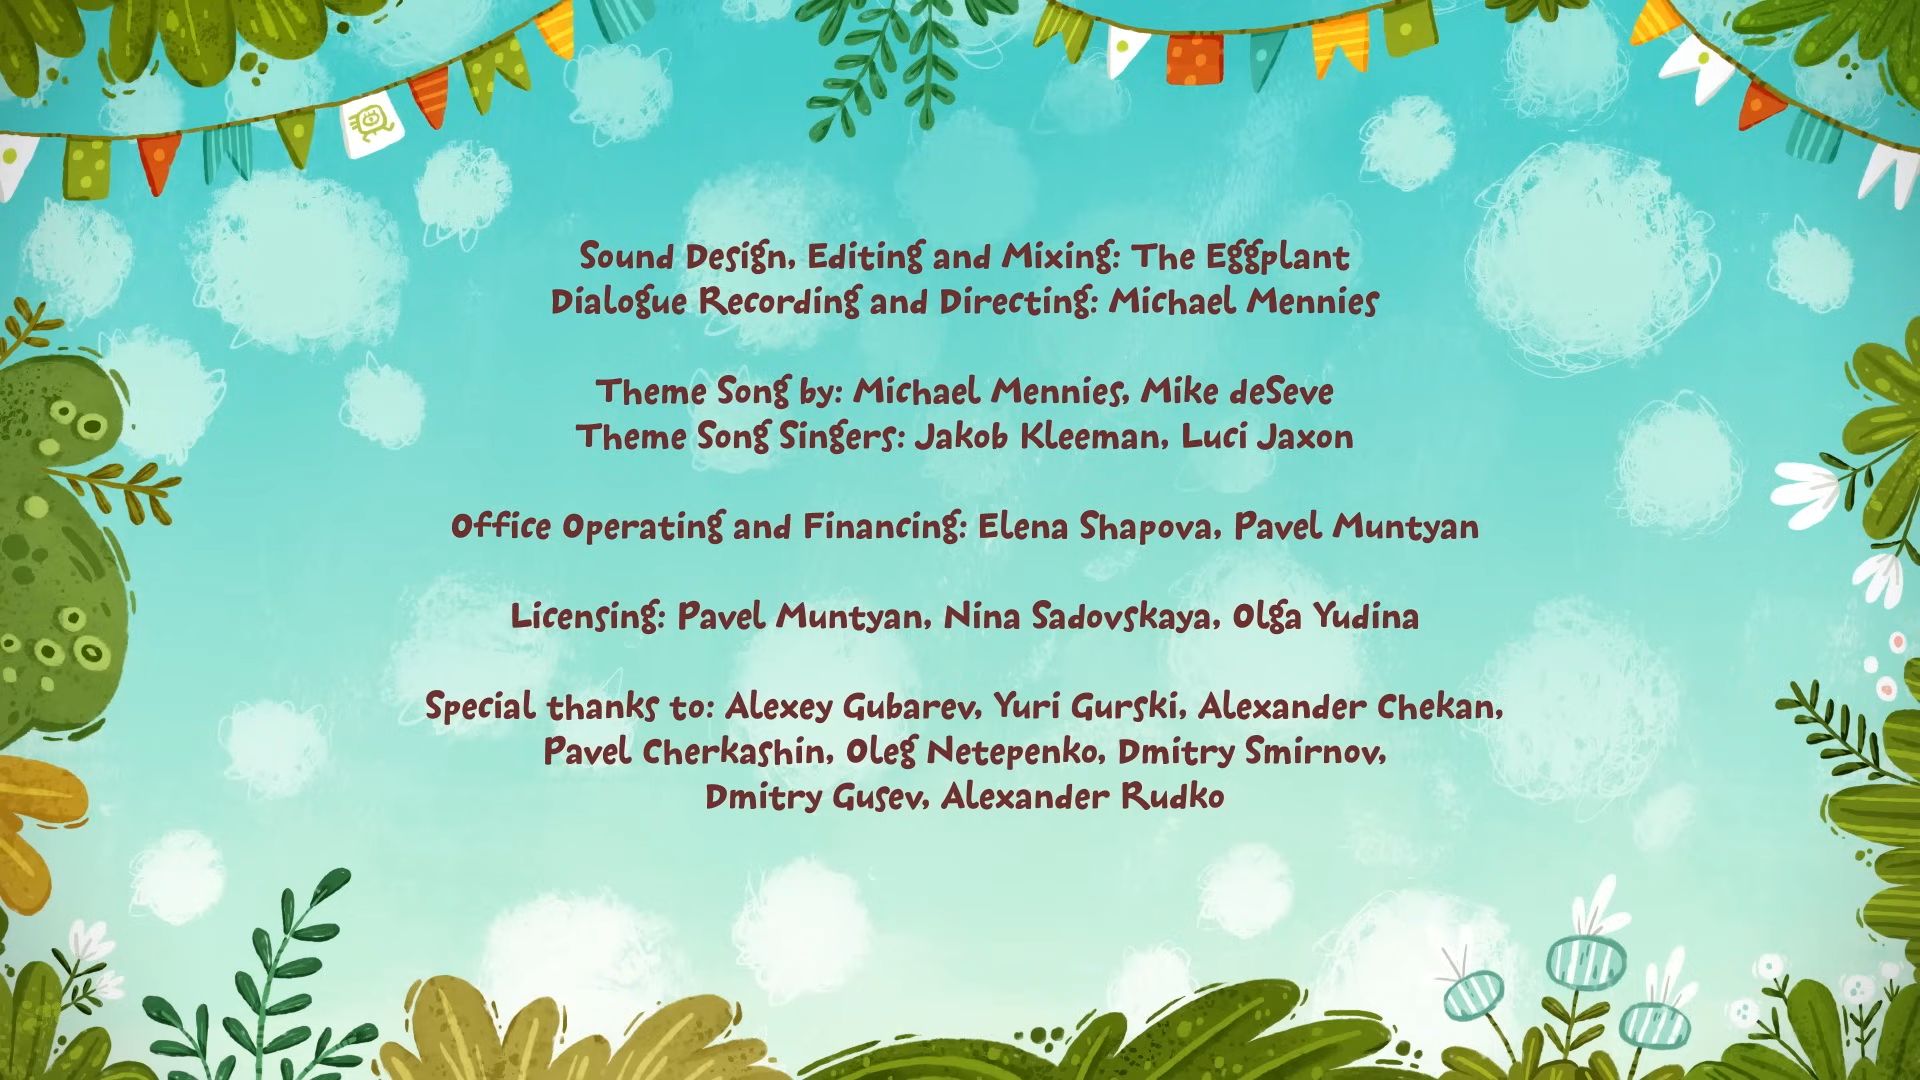 Sound Design, Editing and Mixing: The Eggplant
Dialogue Recording and Directing: Michael Mennies
Theme Song by: Michael Mennies, Mike deSeve
Theme Song Singers: Jakob Kleeman, Luci Jaxon
Office Operating and Financing: Elena Shapova, Pavel Muntyan
Licensing: Pavel Muntyan, Nina Sadovskaya, Olga Yudina
Special thanks to: Alexey Gubarev, Yuri Gurski, Alexander Chekan,
Pavel Cherkashin, Oleg Netepenko, Dmitry Smirnov,
Dmitry Gusev, Alexander Rudko